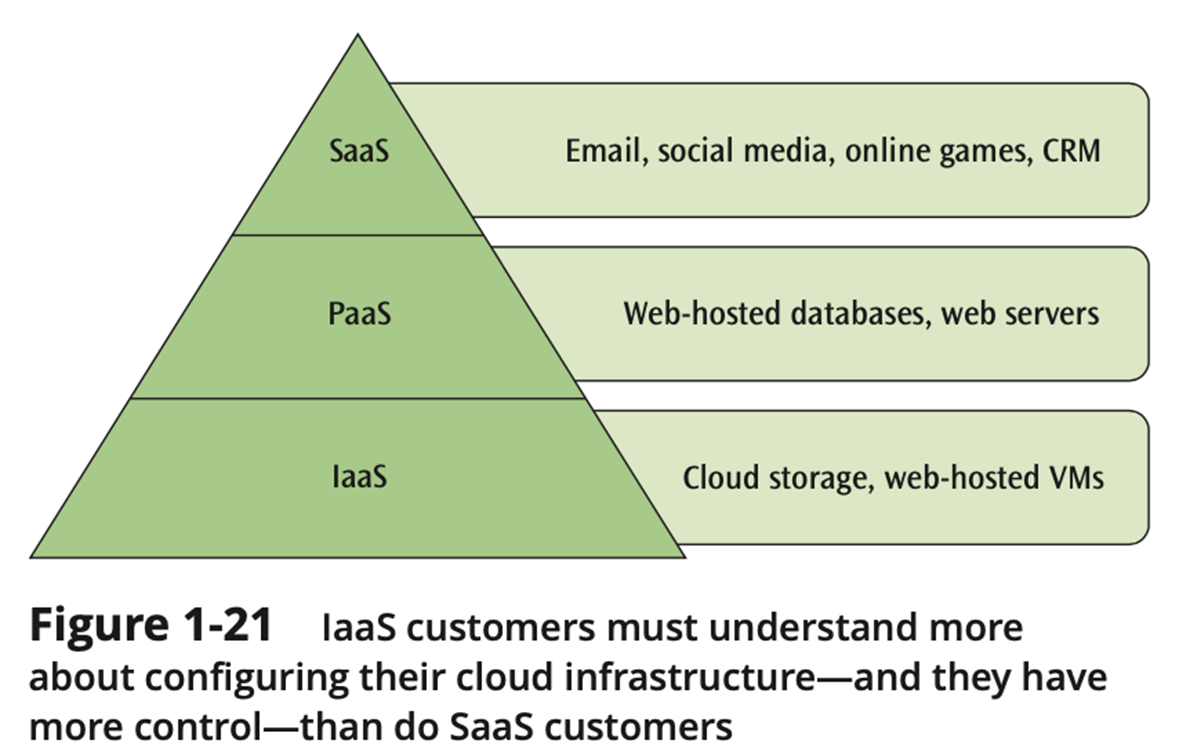 SaaS
Email, social media, online games, CRM
PaaS
Web-hosted databases, web servers
IaaS
Cloud storage, web-hosted VMs
Figure 1-21 IaaS customers must understand more
about configuring their cloud infrastructure—and they have
more control—than do SaaS customers